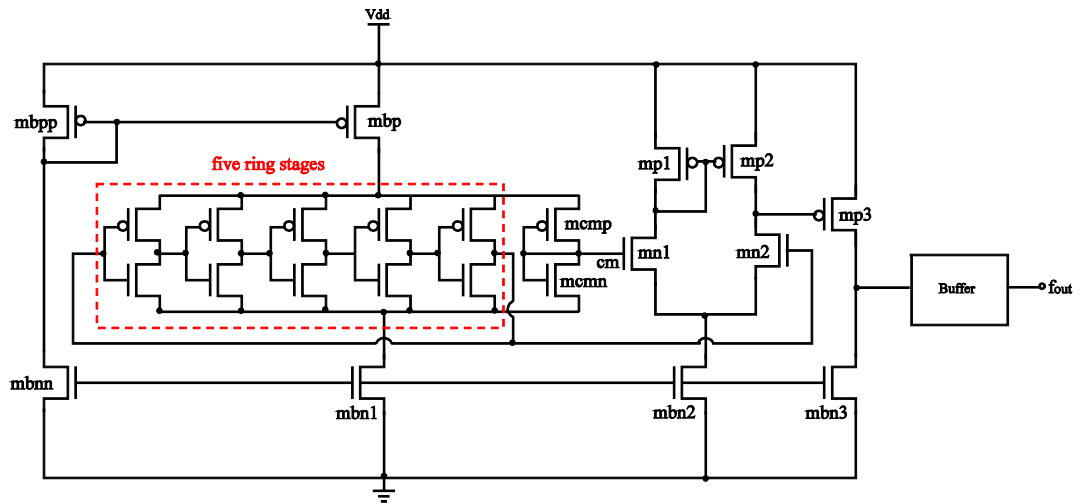 Vdd
mbpp
mbp
five ring stages
mp1
mp2
mcmp
mp3
cm
mn1
mn2
mcmn
Buffer
fout
mbnn
mbn1
mbn2
mbn3